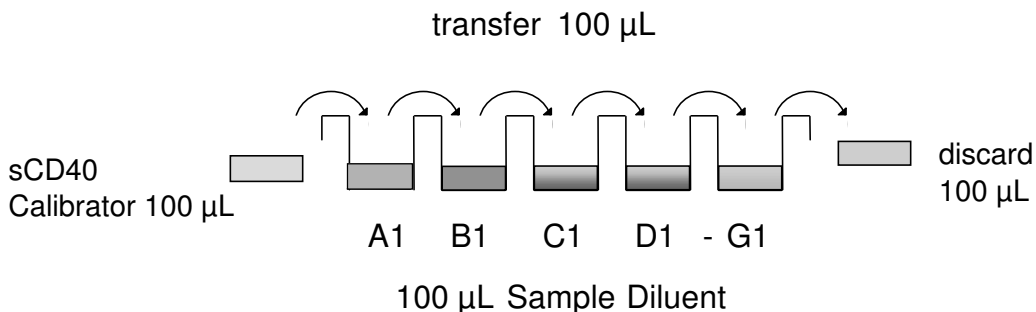 transfer 100 µL
sCD40
Calibrator 100 µL
discard
100 µL
A1 B1 C1 D1 - G1
100 µL Sample Diluent